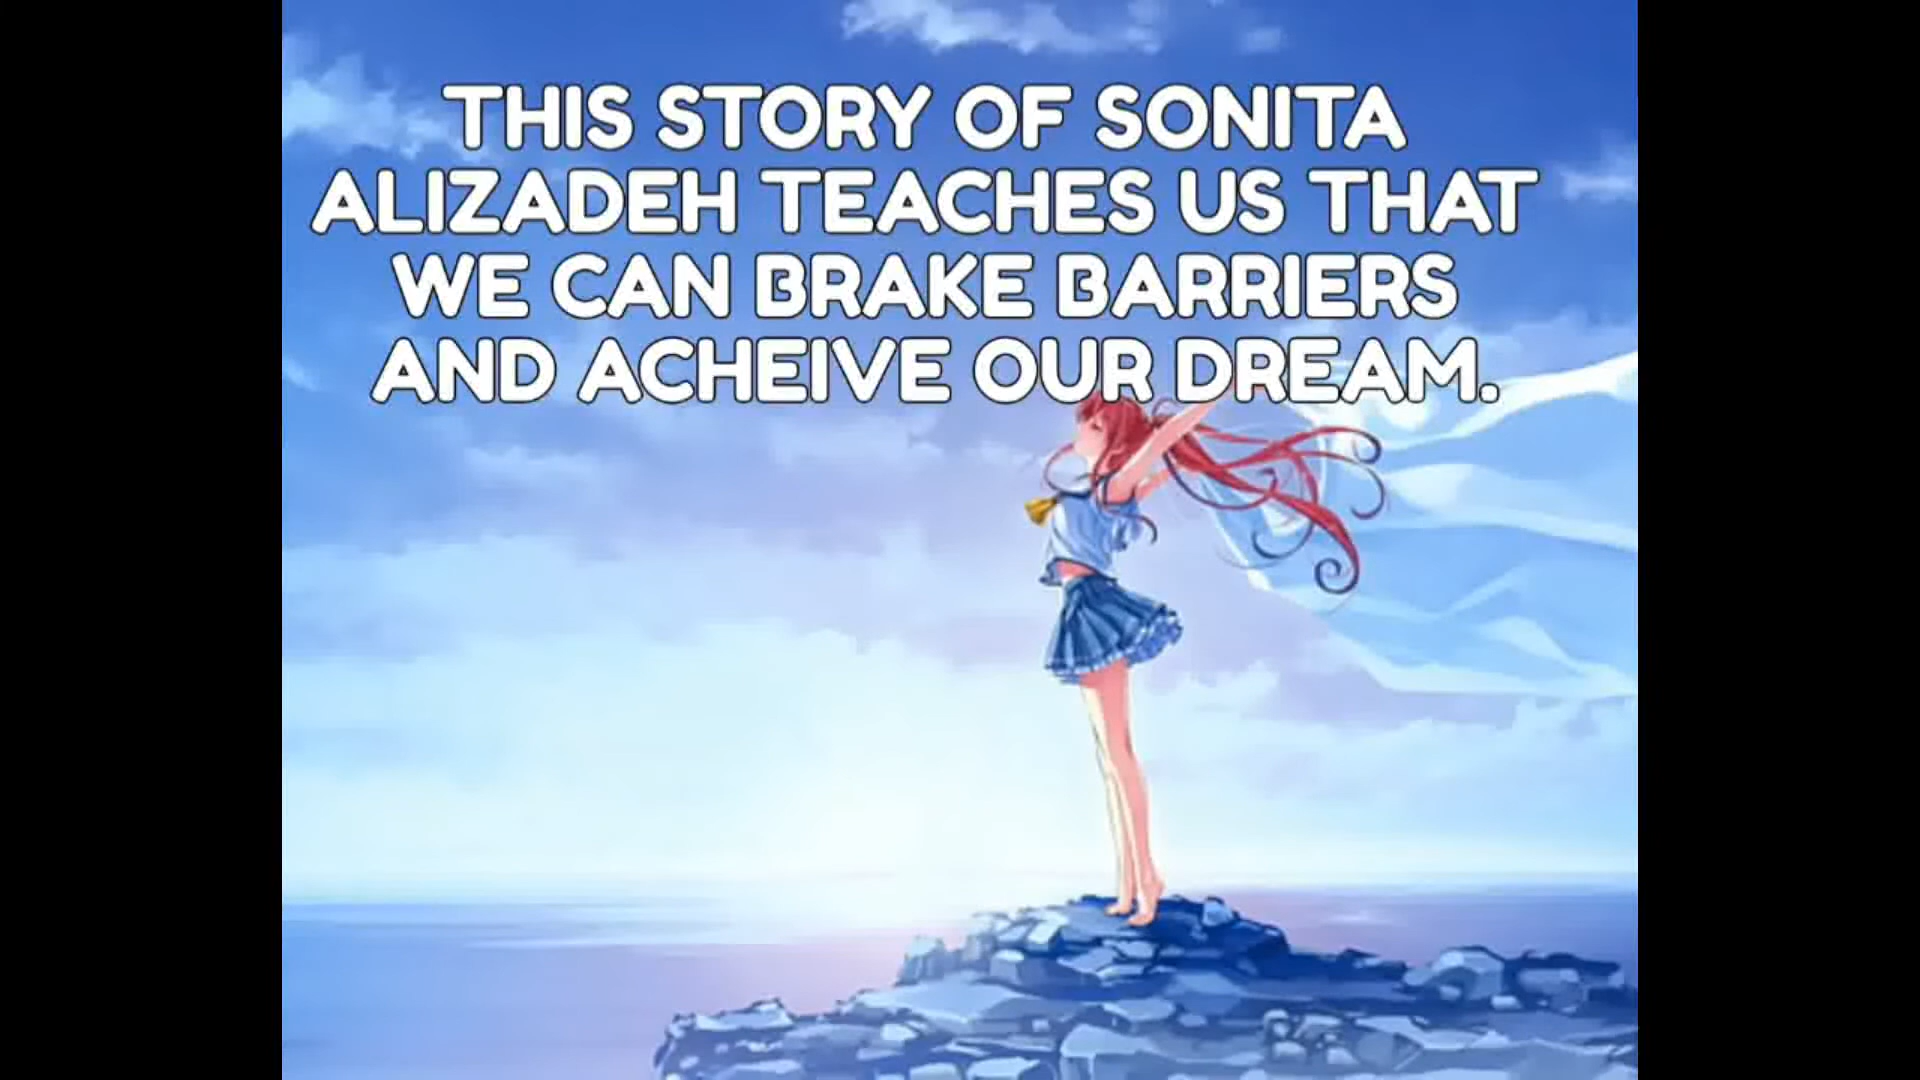 THIS STORY OF SONITA
ALIZADEH TEACHES US THAT
WE CAN BRAKE BARRIERS
AND ACHEIVE OUR DREAM.